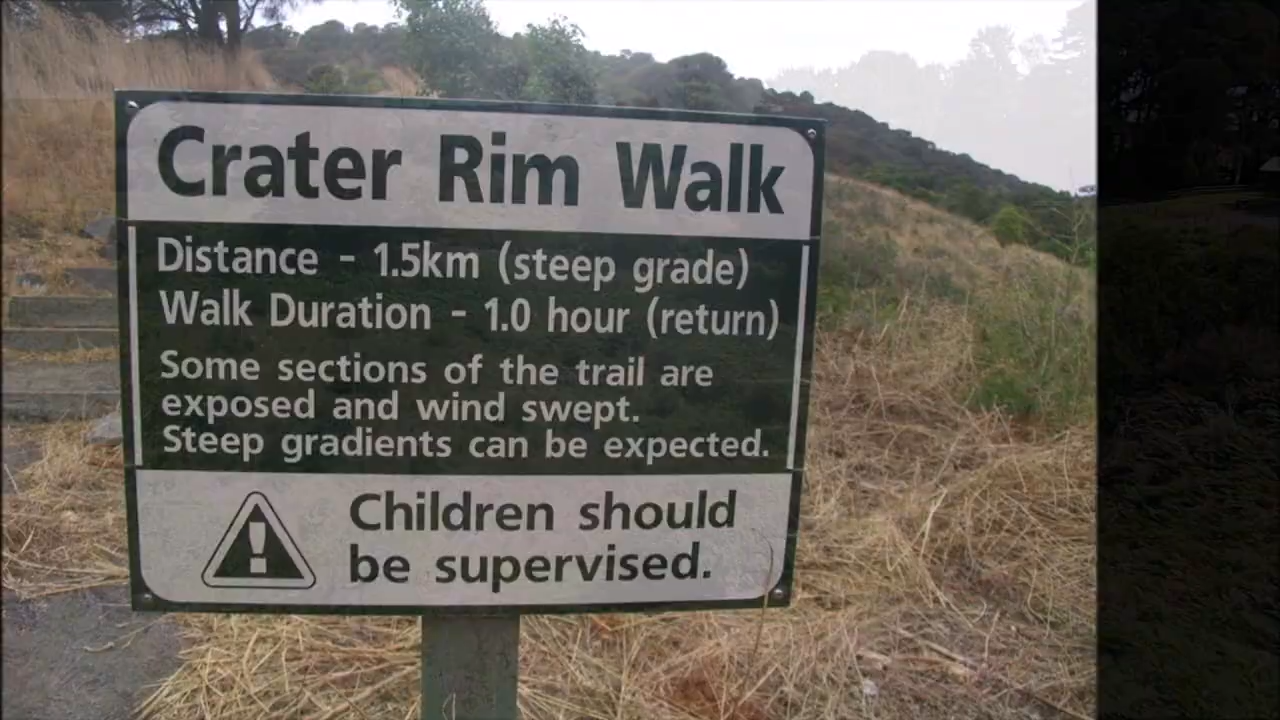 Crater Rim Walk
Distance - 1.5km (steep grade)
Walk Duration - 1.0 hour (return)
Some sections of the trail are
exposed and wind swept.
Steep gradients can be expected.
Children should
be supervised.